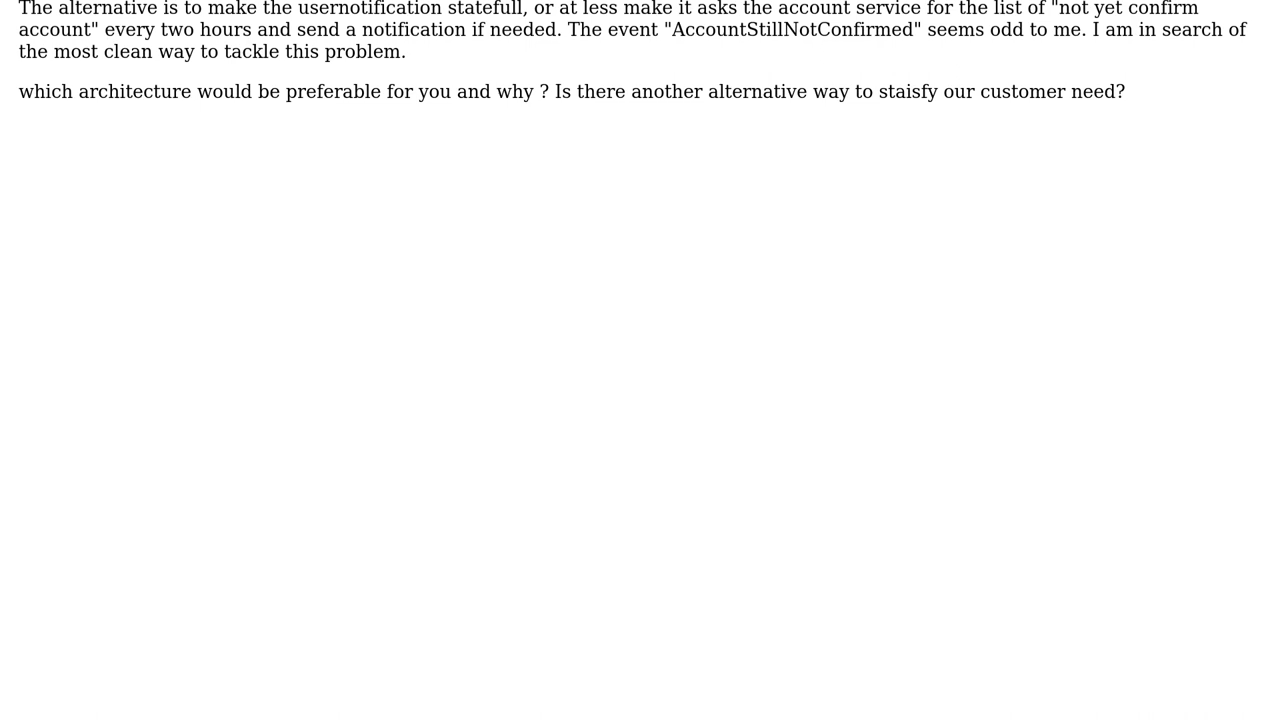 The alternative is to make the usernotification statefull, or at less make it asks the account service for the list of "not yet confirm
account" every two hours and send a notification if needed. The event "AccountStillNotConfirmed" seems odd to me. I am in search of
the most clean way to tackle this problem.
which architecture would be preferable for you and why ? Is there another alternative way to staisfy our customer need?